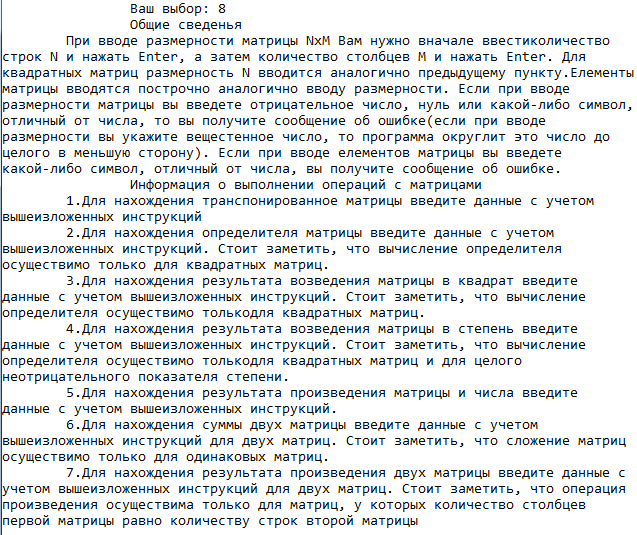 Ваш выбор: 8
Общие сведенья
При вводе размерности матрицы NxM Вам нужно вначале ввестиколичество
строк N и нажать Enter, а затем количество столбцев M и нажать Enter. Для
квадратных матриц размерность N вводится аналогично предыдущему пункту.Елементы
матрицы вводятся построчно аналогично вводу размерности. Если при вводе
размерности матрицы вы введете отрицательное число, нуль или какой-либо символ,
отличный от числа, то вы получите сообщение об ошибке(если при вводе
размерности вы укажите вещестенное число, то программа округлит это число до
целого в меньшую сторону). Если при вводе елементов матрицы вы введете
какой-либо символ, отличный от числа, вы получите сообщение об ошибке.
Информация о выполнении операций с матрицами
1.Для нахождения транспонированное матрицы введите данные с учетом
вышеизложенных инструкций
2.Для нахождения определителя матрицы введите данные с учетом
вышеизложенных инструкций. Стоит заметить, что вычисление определителя
осуществимо только для квадратных матриц.
3.Для нахождения результата возведения матрицы в квадрат введите
данные с учетом вышеизложенных инструкций. Стоит заметить, что вычисление
определителя осуществимо толькодля квадратных матриц.
4.Для нахождения результата возведения матрицы в степень введите
данные с учетом вышеизложенных инструкций. Стоит заметить, что вычисление
определителя осуществимо толькодля квадратных матриц и для целого
неотрицательного показателя степени.
5.Для нахождения результата произведения матрицы и числа введите
данные с учетом вышеизложенных инструкций.
6.Для нахождения суммы двух матрицы введите данные с учетом
вышеизложенных инструкций для двух матриц. Стоит заметить, что сложение матриц
осуществимо только для одинаковых матриц.
7.Для нахождения результата произведения двух матрицы введите данные с
учетом вышеизложенных инструкций для двух матриц. Стоит заметить, что операция
произведения осуществима только для матриц, у которых количество столбцев
первой матрицы равно количеству строк второй матрицы